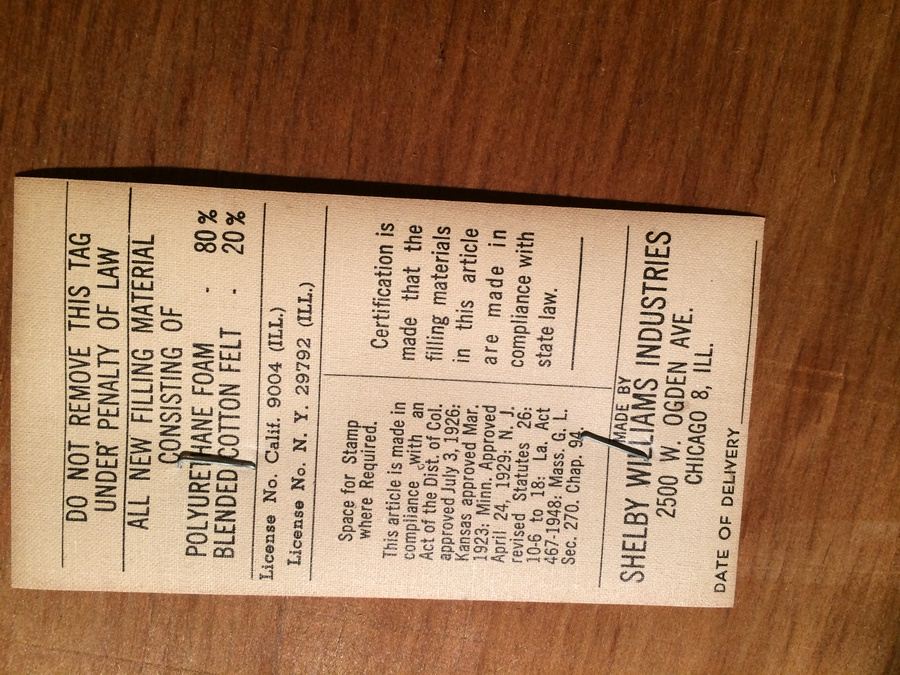 DO NOT REMOVE THIS TAG
UNDER PENALTY OF LAW
ALL NEW FILLING MATERIAL
CONSISTING OF
POLYURETHANE FOAM - 80%
BLENDED COTTON FELT - 20%
License No. Calif. 9004 (ILL.)
License No. N. Y. 29792 (ILL.)
Space for Stamp
where Required.
This article is made in
compliance with an
Act of the Dist. of Col.
approved July 3, 1926:
Kansas approved Mar.
1923: Minn. Approved
April 24, 1929: N. J.
revised Statutes 26:
10-6 to 18: La. Act
467-1948: Mass. G. L.
Sec. 270. Chap. 94.
Certification is
made that the
filling materials
in this article
are made in
compliance with
state law.
MADE BY
SHELBY WILLIAMS INDUSTRIES
2500 W. OGDEN AVE.
CHICAGO 8, ILL.
DATE OF DELIVERY